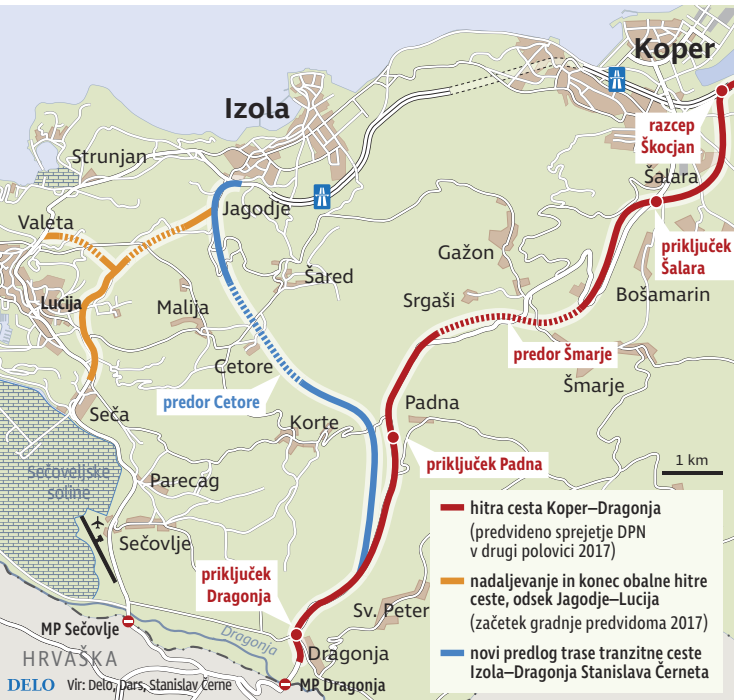 Koper
Izola
razcep
Škocjan
Strunjan
Šalara
Jagodje
Valeta
priključek
Šalara
Gažon
Šared
Lucija
Malija
Srgaši
Bošamarin
predor Šmarje
Cetore
Šmarje
predor Cetore
Padna
Seča
Korte
priključek Padna
1 km
Sečoveljske
soline
Parecag
hitra cesta Koper–Dragonja
(predvideno sprejetje DPN
v drugi polovici 2017)
Sečovlje
priključek
Dragonja
nadaljevanje in konec obalne hitre
ceste, odsek Jagodje–Lucija
(začetek gradnje predvidoma 2017)
Sv. Peter
MP Sečovlje
Dragonja
HRVAŠKA
Dragonja
novi predlog trase tranzitne ceste
Izola–Dragonja Stanislava Černeta
DELO Vir: Delo, Dars, Stanislav Černe
MP Dragonja